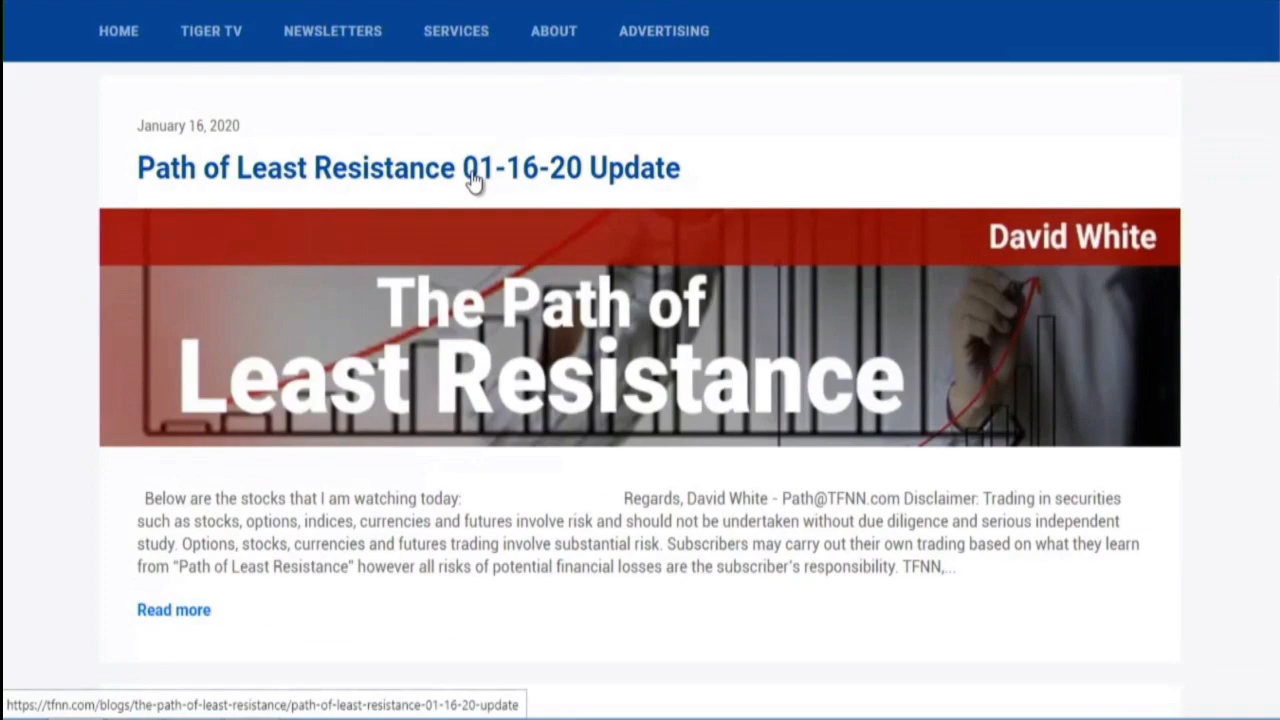 HOME TIGER TV NEWSLETTERS SERVICES ABOUT ADVERTISING
January 16, 2020
Path of Least Resistance 01-16-20 Update
David White
The Path of
Least Resistance
Below are the stocks that I am watching today: Regards, David White - Path@TFNN.com Disclaimer: Trading in securities
such as stocks, options, indices, currencies and futures involve risk and should not be undertaken without due diligence and serious independent
study. Options, stocks, currencies and futures trading involve substantial risk. Subscribers may carry out their own trading based on what they learn
from “Path of Least Resistance” however all risks of potential financial losses are the subscriber’s responsibility. TFNN,...
Read more
https://tfnn.com/blogs/the-path-of-least-resistance/path-of-least-resistance-01-16-20-update